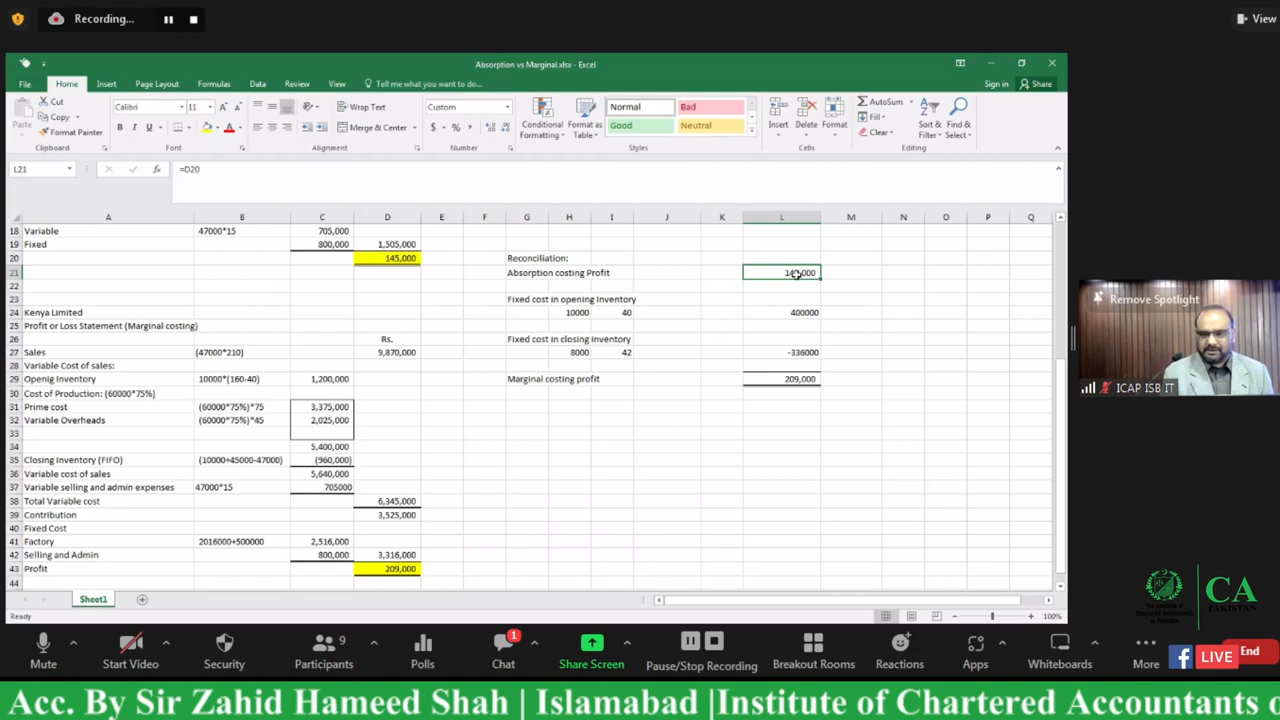 Recording...
View
Absorption vs Marginal.xlsx - Excel
File Home Insert Page Layout Formulas Data Review View Tell me what you want to do... Sign in Share
Cut
Copy
Format Painter
Paste
Calibri 11
Wrap Text
Merge & Center
Custom
Conditional Formatting
Format as Table
Normal Bad
Good Neutral
Insert Delete Format
AutoSum
Fill
Clear
Sort & Filter
Find & Select
Clipboard Font Alignment Number Styles Cells Editing
L21 fx =D20
A B C D E F G H I J K L M N O P Q
18 Variable 47000*15 705,000
19 Fixed 800,000 1,505,000
20 145,000 Reconciliation:
21 Absorption costing Profit
22
23 Fixed cost in opening Inventory
24 Kenya Limited 10000 40 400000
25 Profit or Loss Statement (Marginal costing)
26 Rs. Fixed cost in closing Inventory
27 Sales (47000*210) 9,870,000 8000 42 -336000
28 Variable Cost of sales:
29 Openig Inventory 10000*(160-40) 1,200,000 Marginal costing profit 209,000
30 Cost of Production: (60000*75%)
31 Prime cost (60000*75%)*75 3,375,000
32 Variable Overheads (60000*75%)*45 2,025,000
33
34 5,400,000
35 Closing Inventory (FIFO) (10000+45000-47000) (960,000)
36 Variable cost of sales 5,640,000
37 Variable selling and admin expenses 47000*15 705000
38 Total Variable cost 6,345,000
39 Contribution 3,525,000
40 Fixed Cost
41 Factory 2016000+500000 2,516,000
42 Selling and Admin 800,000 3,316,000
43 Profit 209,000
44
Sheet1
Ready 100%
Remove Spotlight
ICAP ISB IT
CA
PAKISTAN
Mute Start Video Security Participants 9 Polls Chat 1 Share Screen Pause/Stop Recording Breakout Rooms Reactions Apps Whiteboards More End
LIVE
Acc. By Sir Zahid Hameed Shah | Islamabad |Institute of Chartered Accountants o